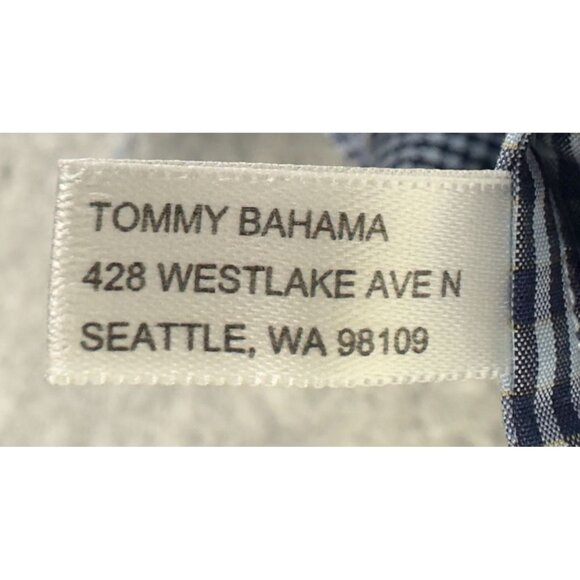 TOMMY BAHAMA
428 WESTLAKE AVE N
SEATTLE, WA 98109